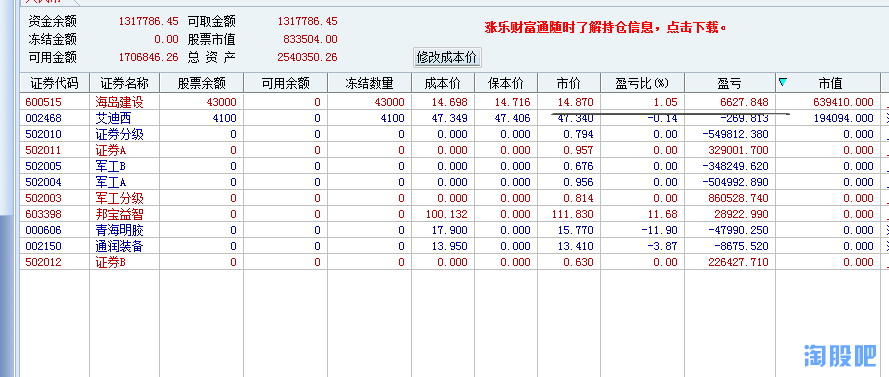 资金余额 1317786.45 可取金额 1317786.45
冻结金额 0.00 股票市值 833504.00
可用金额 1706846.26 总 资 产 2540350.26
涨乐财富通随时了解持仓信息，点击下载。
修改成本价
证券代码 证券名称 股票余额 可用余额 冻结数量 成本价 保本价 市价 盈亏比(%) 盈亏 市值
600515 海岛建设 43000 0 43000 14.698 14.716 14.870 1.05 6627.848 639410.000
002468 艾迪西 4100 0 4100 47.349 47.406 47.340 -0.14 -269.813 194094.000
502010 证券分级 0 0 0 0.000 0.000 0.794 0.00 -549812.380 0.000
502011 证券A 0 0 0 0.000 0.000 0.957 0.00 329001.700 0.000
502005 军工B 0 0 0 0.000 0.000 0.676 0.00 -348249.620 0.000
502004 军工A 0 0 0 0.000 0.000 0.956 0.00 -504992.890 0.000
502003 军工分级 0 0 0 0.000 0.000 0.814 0.00 860528.740 0.000
603398 邦宝益智 0 0 0 100.132 0.000 111.830 11.68 28922.990 0.000
000606 青海明胶 0 0 0 17.900 0.000 15.770 -11.90 -47990.250 0.000
002150 通润装备 0 0 0 13.950 0.000 13.410 -3.87 -8675.520 0.000
502012 证券B 0 0 0 0.000 0.000 0.630 0.00 226427.710 0.000
淘股吧